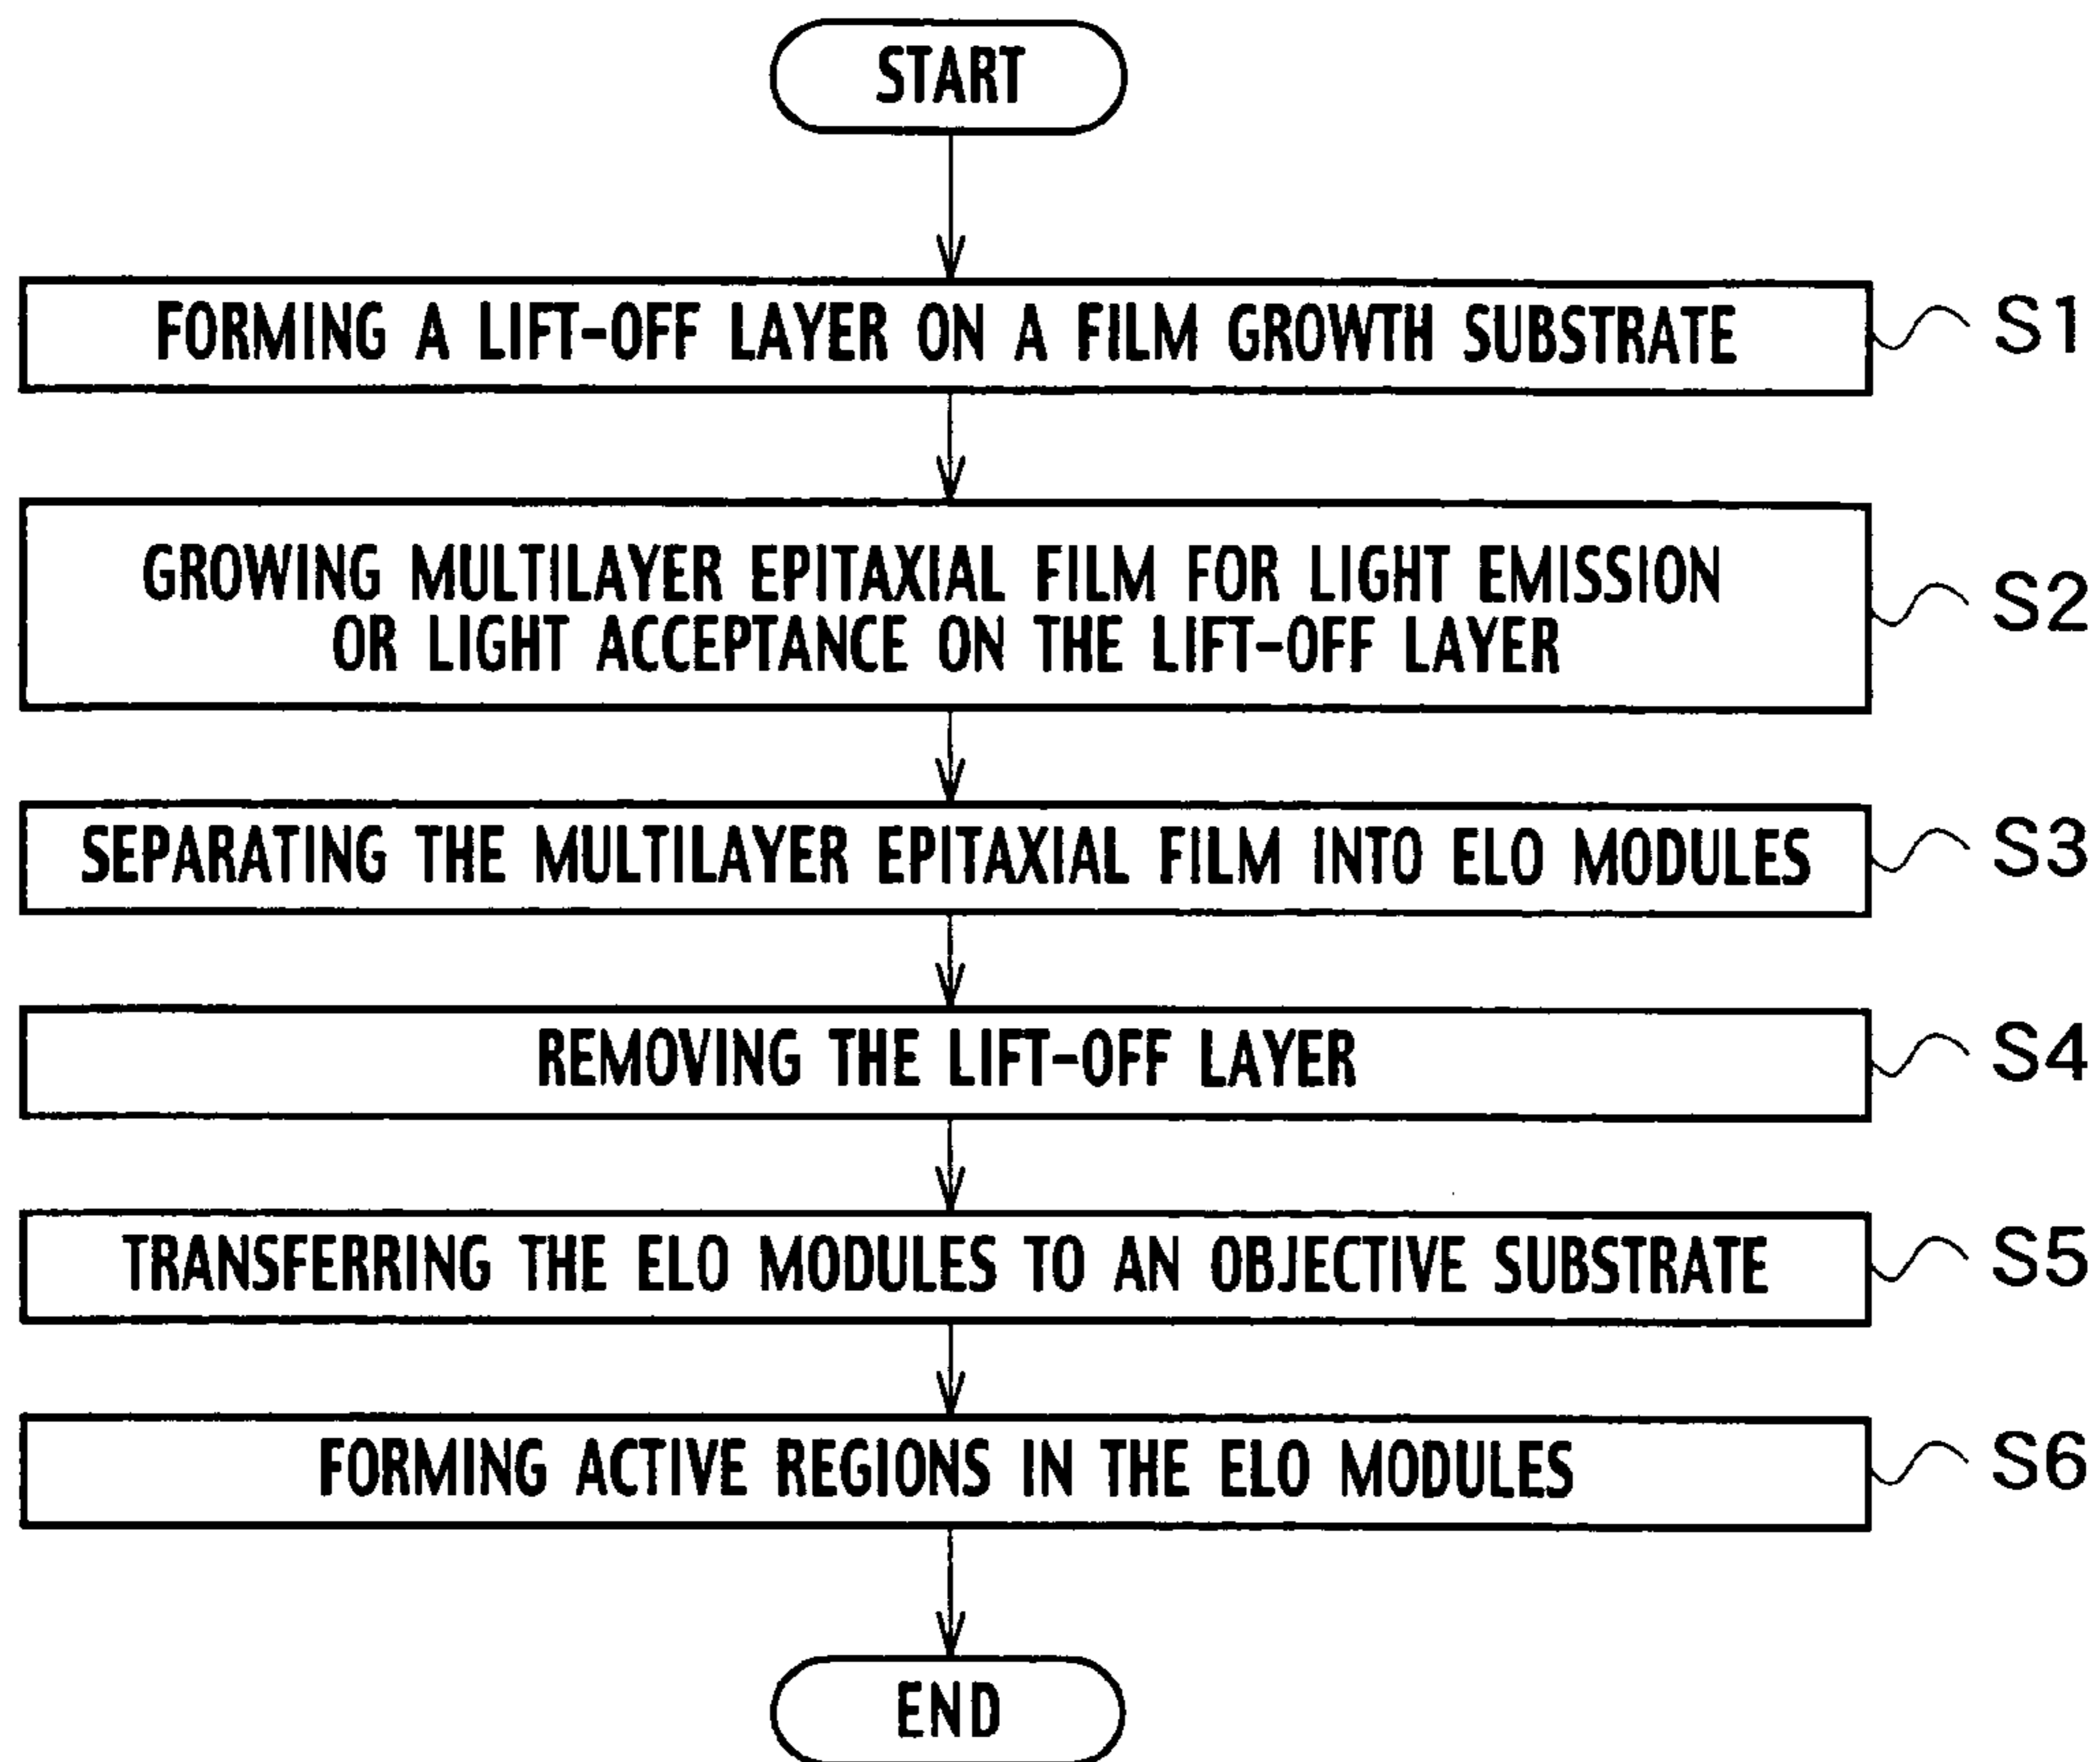 START
FORMING A LIFT-OFF LAYER ON A FILM GROWTH SUBSTRATE
S1
GROWING MULTILAYER EPITAXIAL FILM FOR LIGHT EMISSION
OR LIGHT ACCEPTANCE ON THE LIFT-OFF LAYER
S2
SEPARATING THE MULTILAYER EPITAXIAL FILM INTO ELO MODULES
S3
REMOVING THE LIFT-OFF LAYER
S4
TRANSFERRING THE ELO MODULES TO AN OBJECTIVE SUBSTRATE
S5
FORMING ACTIVE REGIONS IN THE ELO MODULES
S6
END